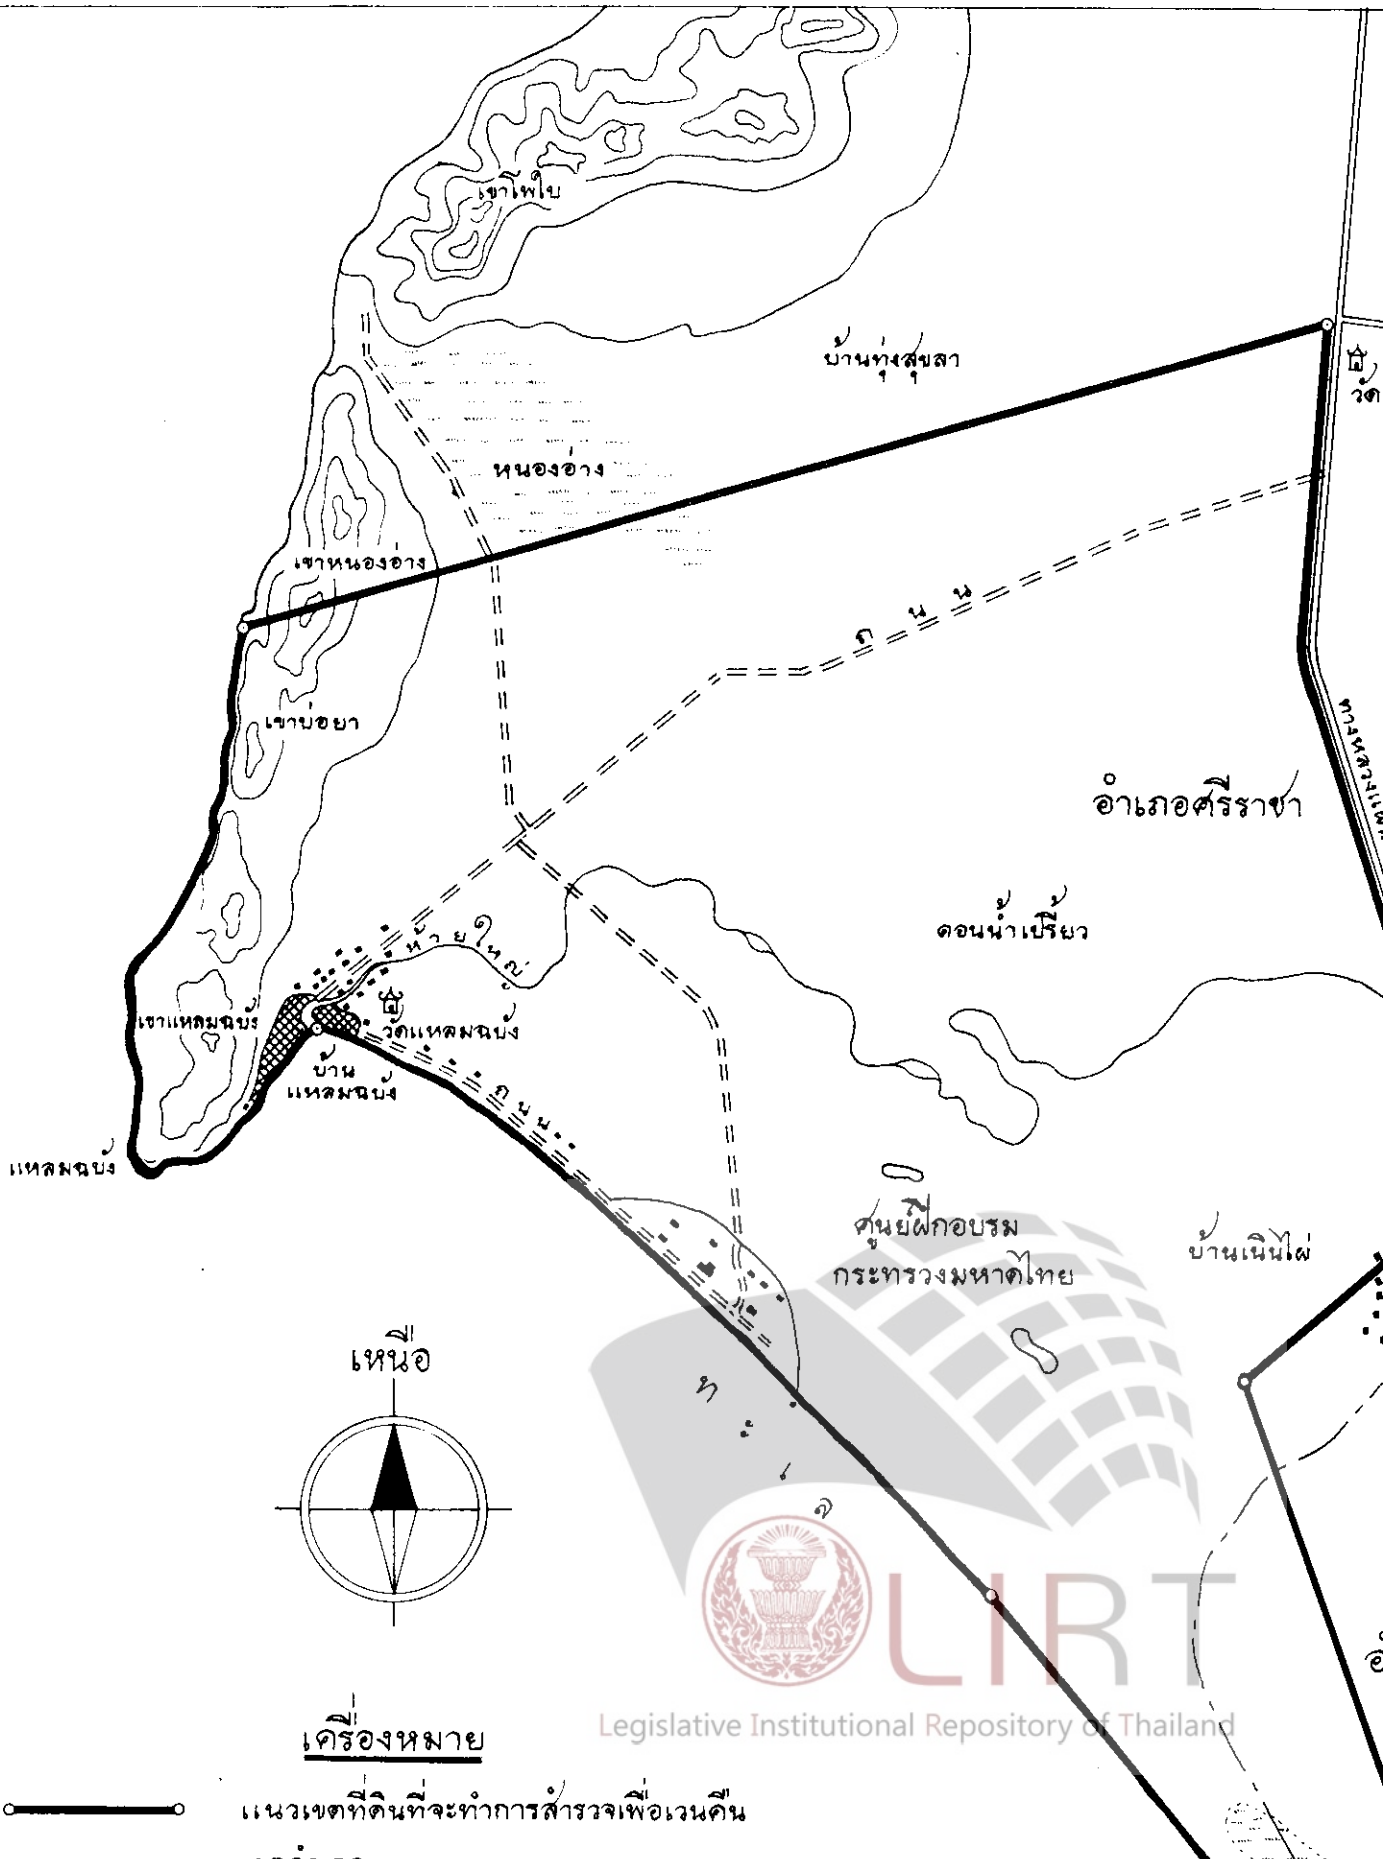 เขาโพใบ
บ้านทุ่งสุขลา
วัด
หนองอ่าง
เขาหนองอ่าง
ถนน
เขาบ่อยา
อำเภอศรีราชา
ดอนน้ำเปรี้ยว
ห้วยใหญ่
เขาแหลมฉบัง
วัดแหลมฉบัง
บ้าน
แหลมฉบัง
ถนน
แหลมฉบัง
ศูนย์ฝึกอบรม
กระทรวงมหาดไทย
บ้านเนินไผ่
เหนือ
LIRT
Legislative Institutional Repository of Thailand
เครื่องหมาย
แนวเขตที่ดินที่จะทำการสำรวจเพื่อเวนคืน